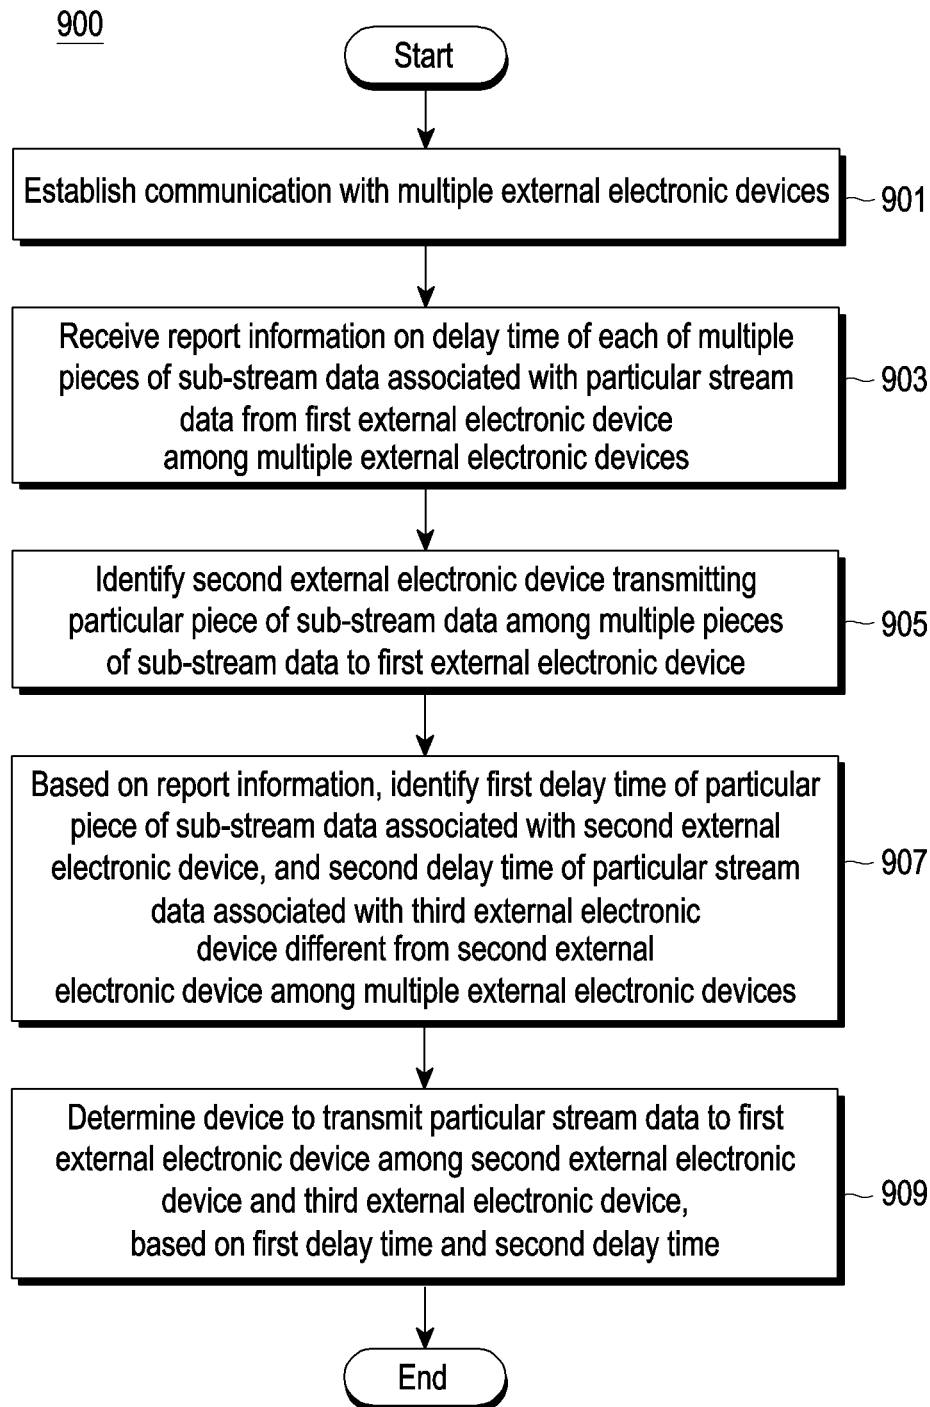 900
Start
Establish communication with multiple external electronic devices
901
Receive report information on delay time of each of multiple
pieces of sub-stream data associated with particular stream
data from first external electronic device
among multiple external electronic devices
903
Identify second external electronic device transmitting
particular piece of sub-stream data among multiple pieces
of sub-stream data to first external electronic device
905
Based on report information, identify first delay time of particular
piece of sub-stream data associated with second external
electronic device, and second delay time of particular stream
data associated with third external electronic
device different from second external
electronic device among multiple external electronic devices
907
Determine device to transmit particular stream data to first
external electronic device among second external electronic
device and third external electronic device,
based on first delay time and second delay time
909
End